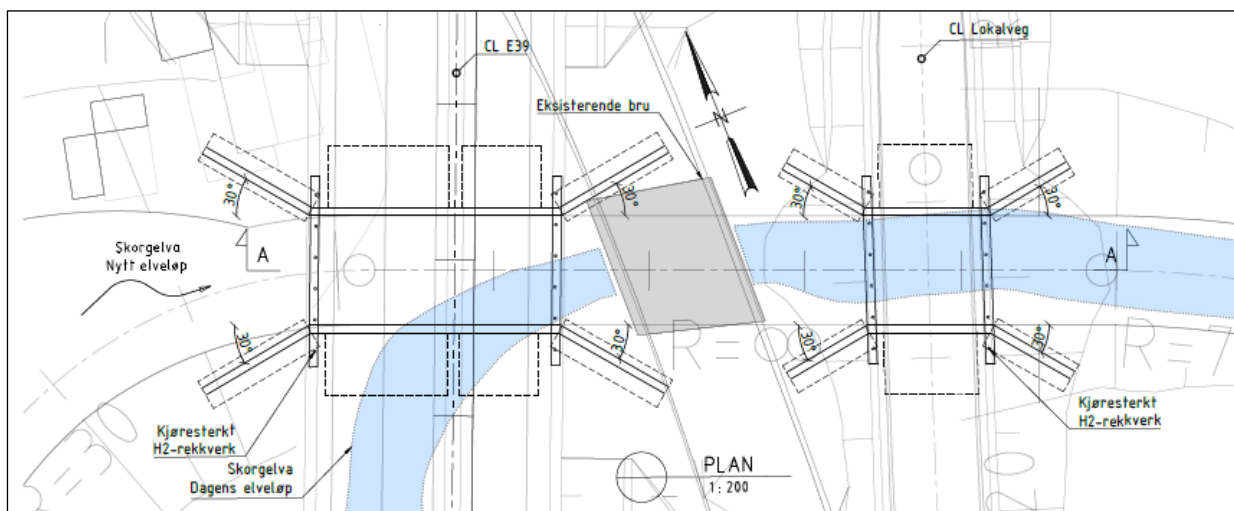 CL E39
CL Lokalveg
Eksisterende bru
N
30°
30°
30°
30°
Skorgelva
Nytt elveløp
A
A
30°
30°
30°
30°
R=∞
R=7
Kjøresterkt
H2-rekkverk
Kjøresterkt
H2-rekkverk
Skorgelva
Dagens elveløp
PLAN
1:200